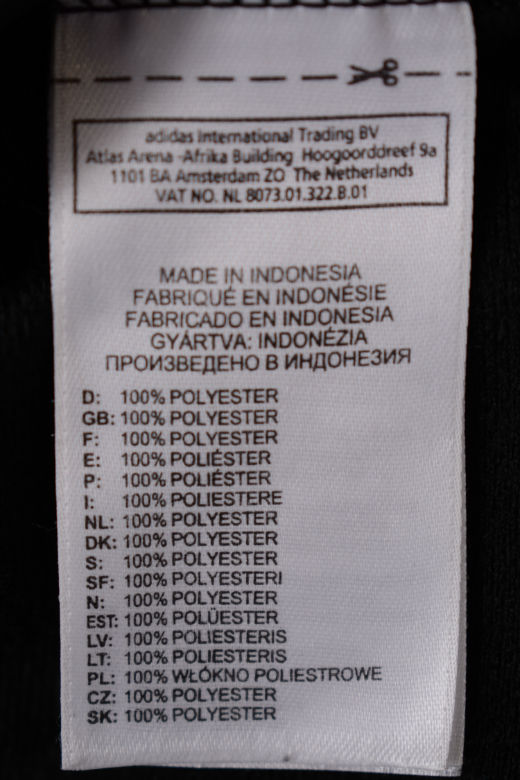 adidas International Trading BV
Atlas Arena -Afrika Building Hoogoorddreef 9a
1101 BA Amsterdam ZO The Netherlands
VAT NO. NL 8073.01.322.B.01
MADE IN INDONESIA
FABRIQUÉ EN INDONÉSIE
FABRICADO EN INDONESIA
GYÁRTVA: INDONÉZIA
ПРОИЗВЕДЕНО В ИНДОНЕЗИЯ
D: 100% POLYESTER
GB: 100% POLYESTER
F: 100% POLYESTER
E: 100% POLIÉSTER
P: 100% POLIÉSTER
I: 100% POLIESTERE
NL: 100% POLYESTER
DK: 100% POLYESTER
S: 100% POLYESTER
SF: 100% POLYESTERI
N: 100% POLYESTER
EST: 100% POLÜESTER
LV: 100% POLIESTERIS
LT: 100% POLIESTERIS
PL: 100% WŁÓKNO POLIESTROWE
CZ: 100% POLYESTER
SK: 100% POLYESTER